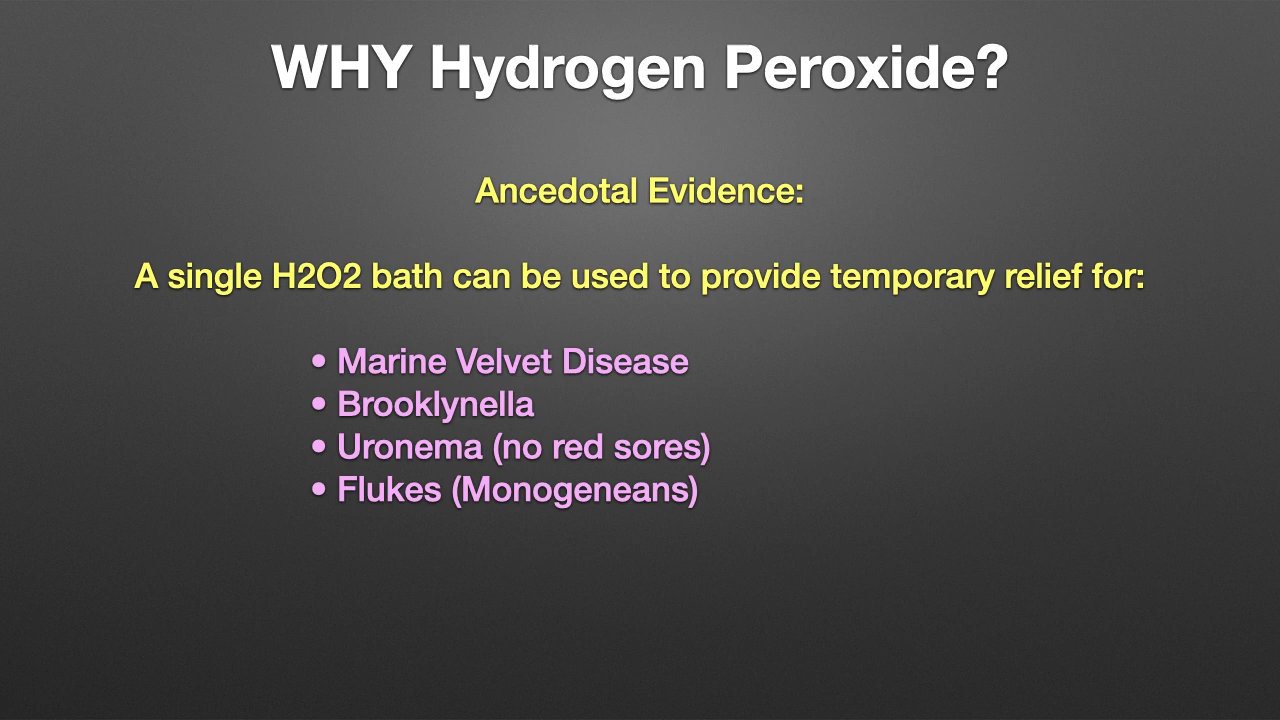 WHY Hydrogen Peroxide?
Ancedotal Evidence:
A single H2O2 bath can be used to provide temporary relief for:
• Marine Velvet Disease
• Brooklynella
• Uronema (no red sores)
• Flukes (Monogeneans)